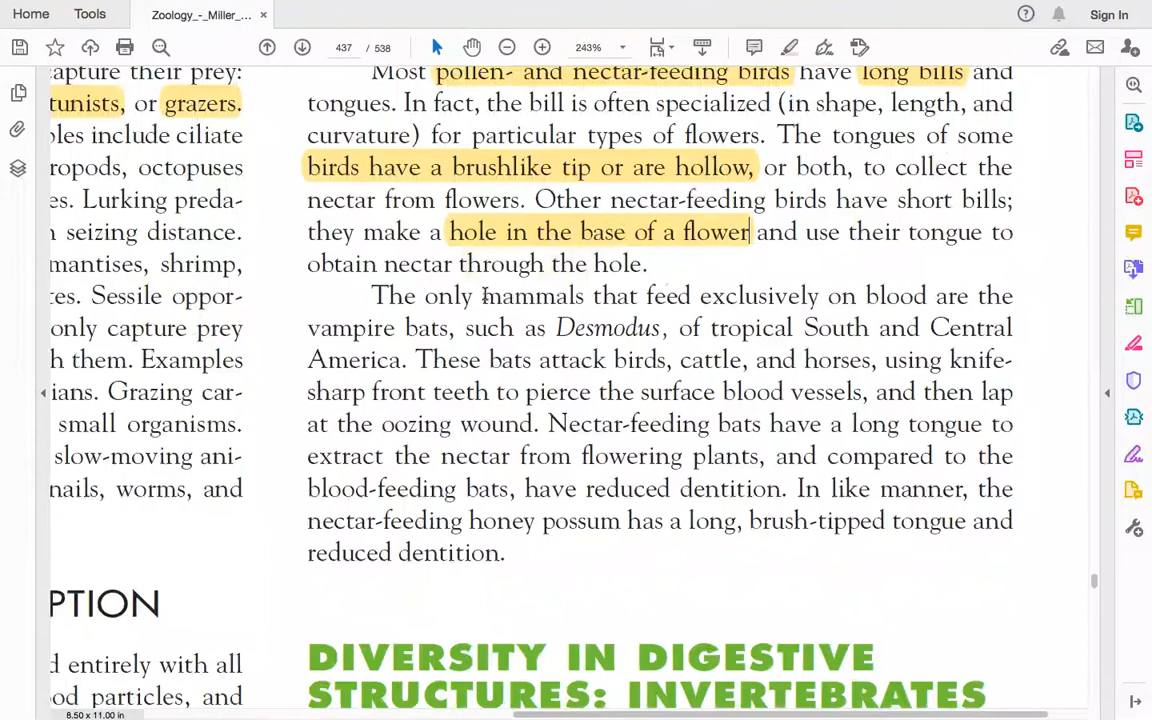 Home
Tools
Zoology_-_Miller_...
×
Sign In
437 / 538
243%
capture their prey:
tunists, or grazers.
les include ciliate
ropods, octopuses
es. Lurking preda-
seizing distance.
mantises, shrimp,
tes. Sessile oppor-
only capture prey
h them. Examples
ians. Grazing car-
small organisms.
slow-moving ani-
nails, worms, and
PTION
d entirely with all
ood particles, and
Most pollen- and nectar-feeding birds have long bills and
tongues. In fact, the bill is often specialized (in shape, length, and
curvature) for particular types of flowers. The tongues of some
birds have a brushlike tip or are hollow, or both, to collect the
nectar from flowers. Other nectar-feeding birds have short bills;
they make a hole in the base of a flower and use their tongue to
obtain nectar through the hole.
The only mammals that feed exclusively on blood are the
vampire bats, such as Desmodus, of tropical South and Central
America. These bats attack birds, cattle, and horses, using knife-
sharp front teeth to pierce the surface blood vessels, and then lap
at the oozing wound. Nectar-feeding bats have a long tongue to
extract the nectar from flowering plants, and compared to the
blood-feeding bats, have reduced dentition. In like manner, the
nectar-feeding honey possum has a long, brush-tipped tongue and
reduced dentition.
DIVERSITY IN DIGESTIVE
STRUCTURES: INVERTEBRATES
8.50 x 11.00 in